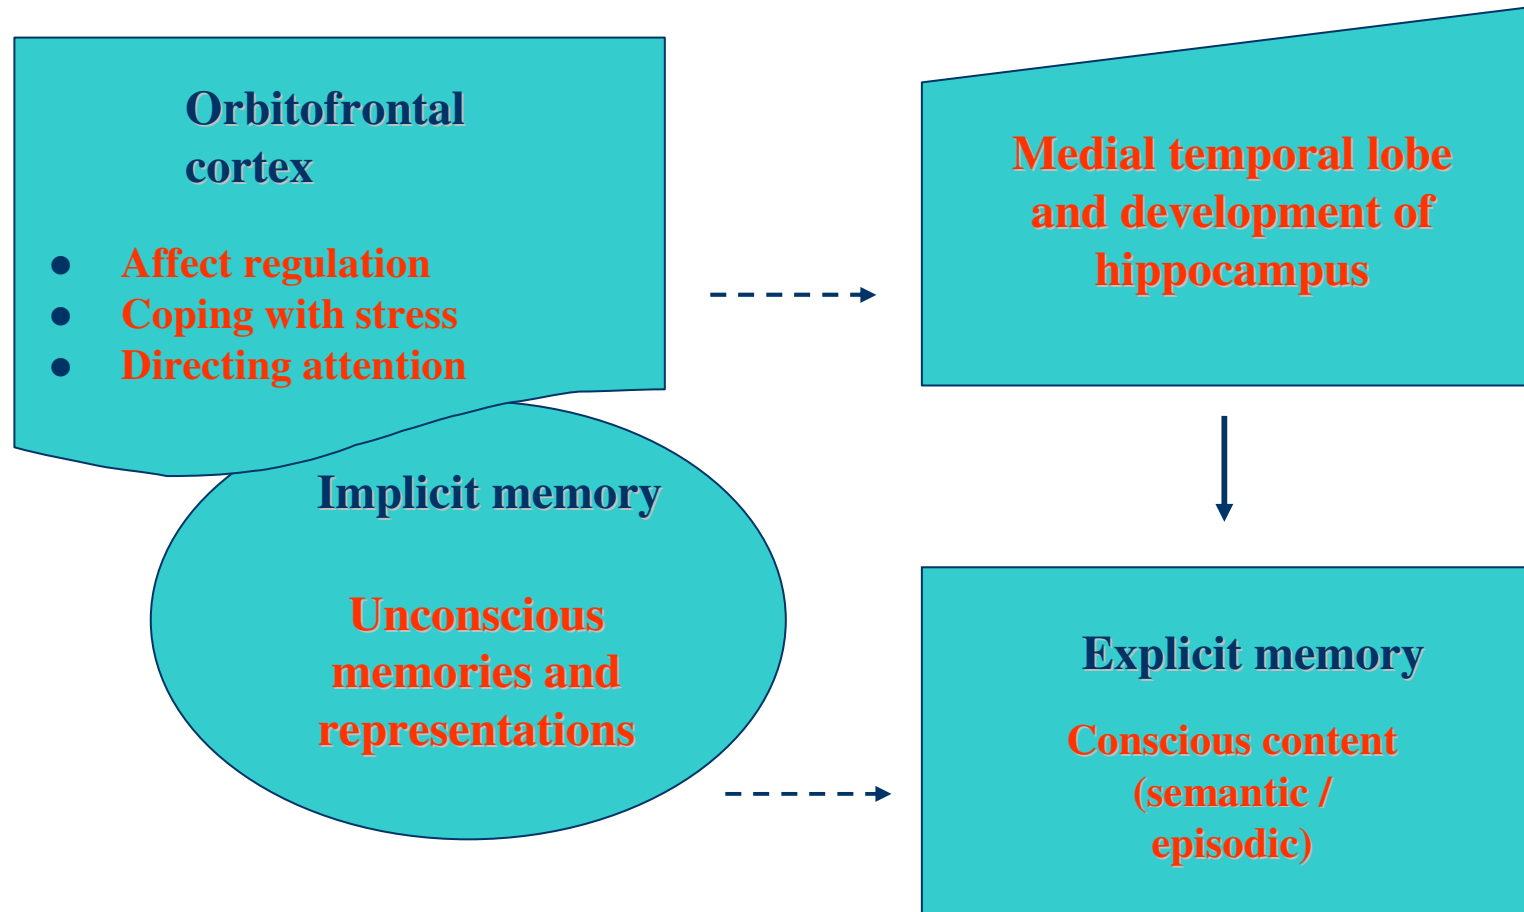 Orbitofrontal
cortex
● Affect regulation
● Coping with stress
● Directing attention
Implicit memory
Unconscious
memories and
representations
Medial temporal lobe
and development of
hippocampus
Explicit memory
Conscious content
(semantic /
episodic)